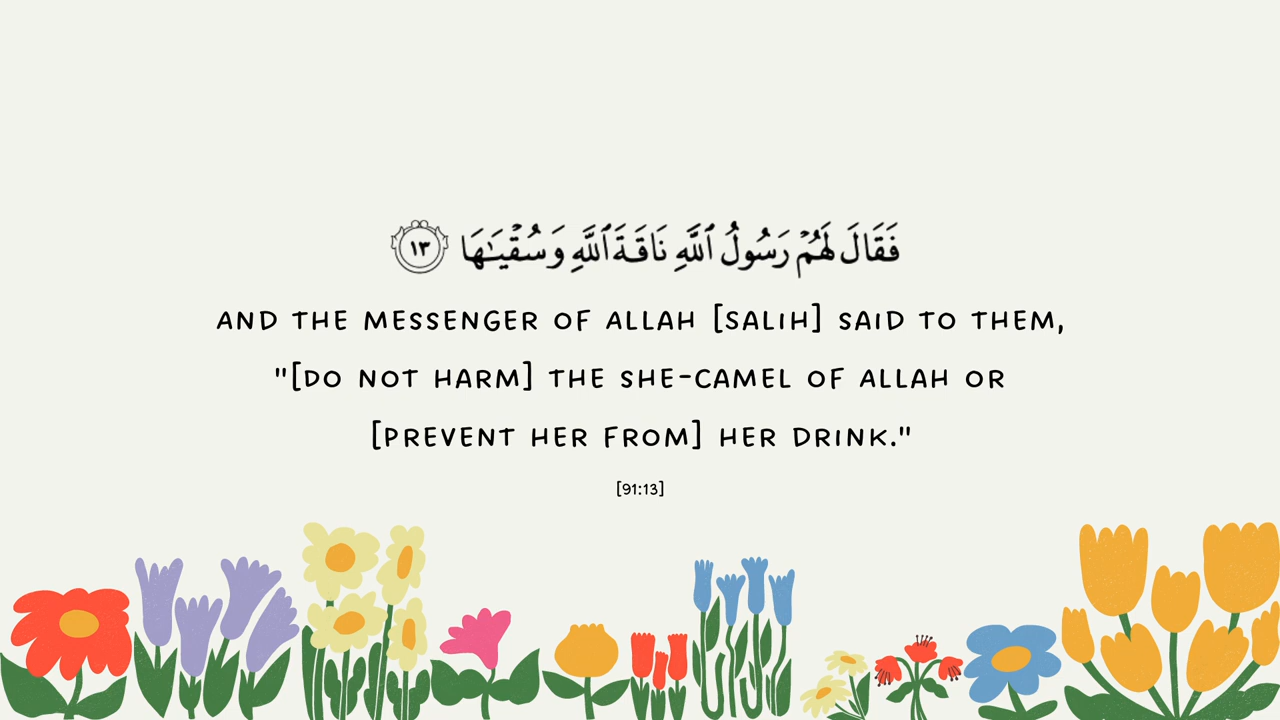 فَقَالَ لَهُمْ رَسُولُ ٱللَّهِ نَاقَةَ ٱللَّهِ وَسُقْيَـٰهَا ١٣
AND THE MESSENGER OF ALLAH [SALIH] SAID TO THEM,
"[DO NOT HARM] THE SHE-CAMEL OF ALLAH OR
[PREVENT HER FROM] HER DRINK."
[91:13]